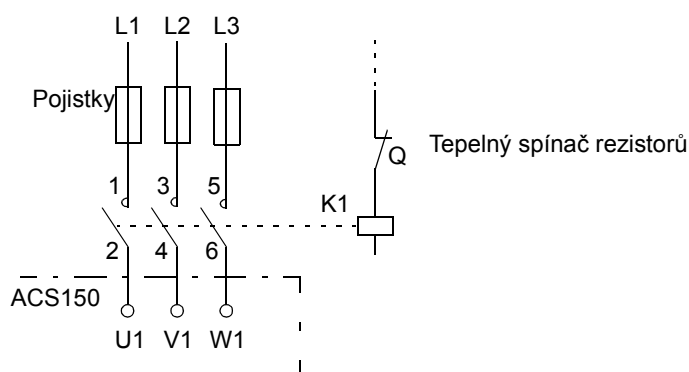 L1 L2 L3
Pojistky
Q
Tepelný spínač rezistorů
1 3 5
K1
2 4 6
ACS150
U1 V1 W1